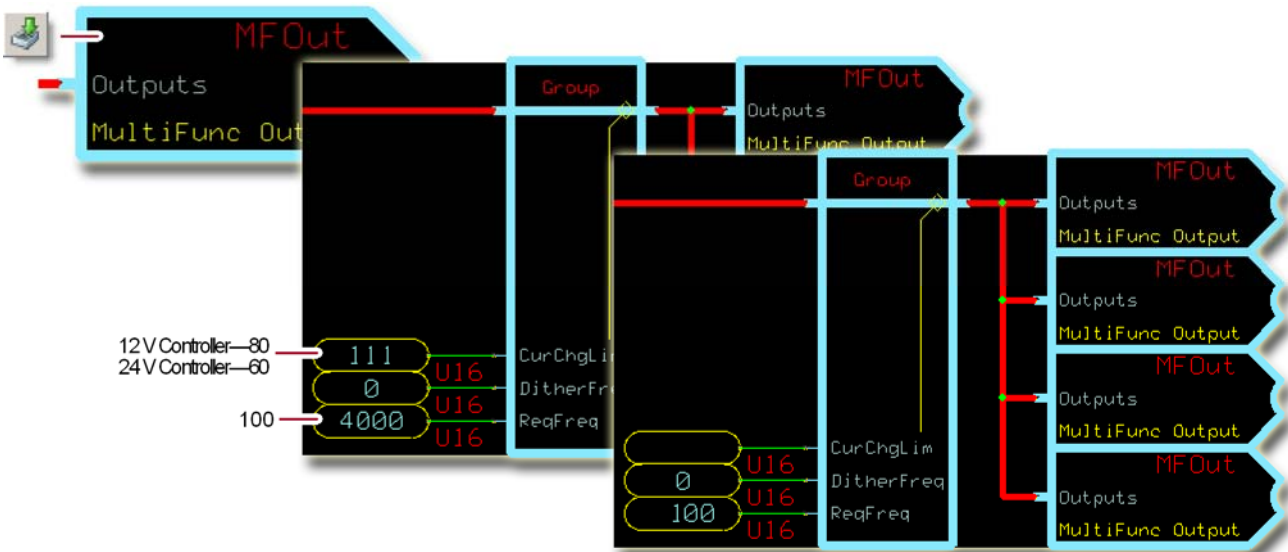 MFOut
Outputs
MultiFunc Out
Group
MFOut
Outputs
MultiFunc Output
12 V Controller—80
24 V Controller—60
111
U16
CurChgLi
0
U16
DitherFr
100
4000
U16
ReqFreq
Group
MFOut
Outputs
MultiFunc Output
MFOut
Outputs
MultiFunc Output
MFOut
Outputs
MultiFunc Output
MFOut
Outputs
MultiFunc Output
U16
CurChgLim
0
U16
DitherFreq
100
U16
ReqFreq